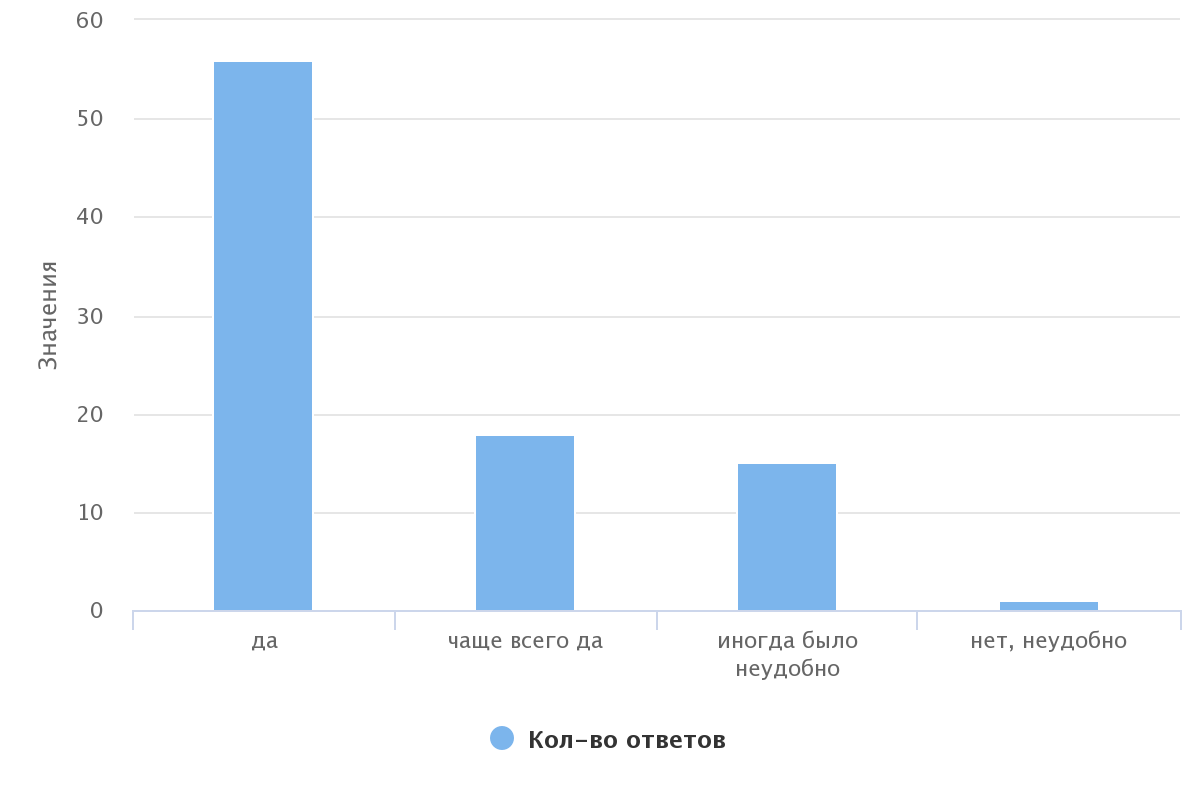 60
50
40
30
20
10
0
Значения
да
чаще всего да
иногда было
неудобно
нет, неудобно
Кол-во ответов